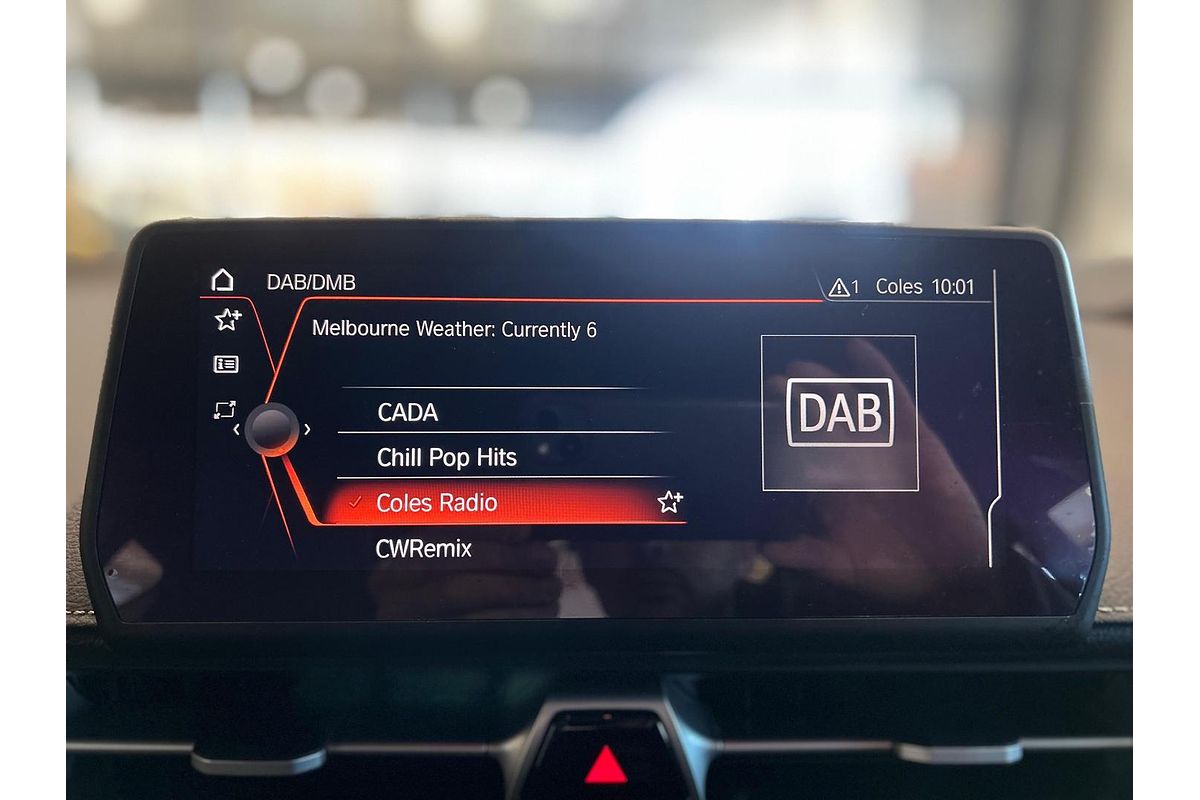 DAB/DMB
1 Coles 10:01
Melbourne Weather: Currently 6
CADA
Chill Pop Hits
Coles Radio
CWRemix
DAB